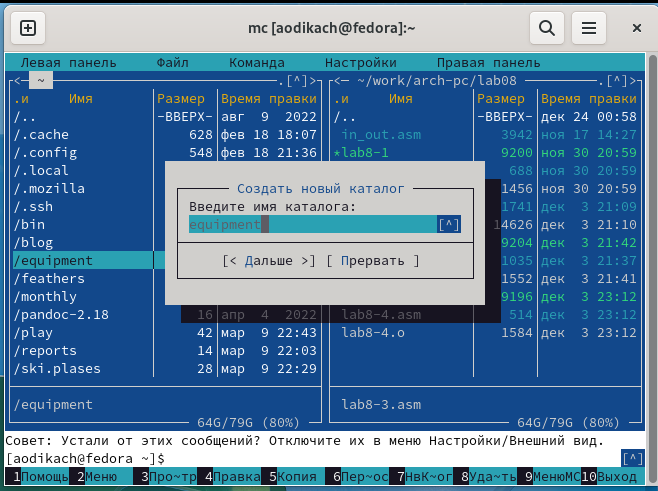 mc [aodikach@fedora]:~
Левая панель Файл Команда Настройки Правая панель
<─ ~ .[^]> <─ ~/work/arch-pc/lab08 .[^]>
.и Имя Размер Время правки .и Имя Размер Время правки
/.. -ВВЕРХ- авг 9 2022 /.. -ВВЕРХ- дек 24 00:58
/.cache 628 фев 18 18:07 in_out.asm 3942 ноя 17 14:27
/.config 548 фев 18 21:36 *lab8-1 9200 ноя 30 20:59
/.local 688 ноя 30 20:59
/.mozilla 1456 ноя 30 20:59
/.ssh 1741 дек 3 21:09
/bin 14626 дек 3 21:10
/blog 9204 дек 3 21:42
/equipment 1035 дек 3 21:37
/feathers 1552 дек 3 21:41
/monthly 9196 дек 3 23:12
/pandoc-2.18 16 апр 4 2022 lab8-4.asm 514 дек 3 23:12
/play 42 мар 9 22:43 lab8-4.o 1584 дек 3 23:12
/reports 14 мар 9 22:03
/ski.plases 28 мар 9 22:29
Создать новый каталог
Введите имя каталога:
equipment [^]
[< Дальше >] [ Прервать ]
/equipment lab8-3.asm
64G/79G (80%) 64G/79G (80%)
Совет: Устали от этих сообщений? Отключите их в меню Настройки/Внешний вид.
[aodikach@fedora ~]$ [^]
1Помощь 2Меню 3Про~тр 4Правка 5Копия 6Пер~ос 7НвК~ог 8Уда~ть 9МенюMC 10Выход